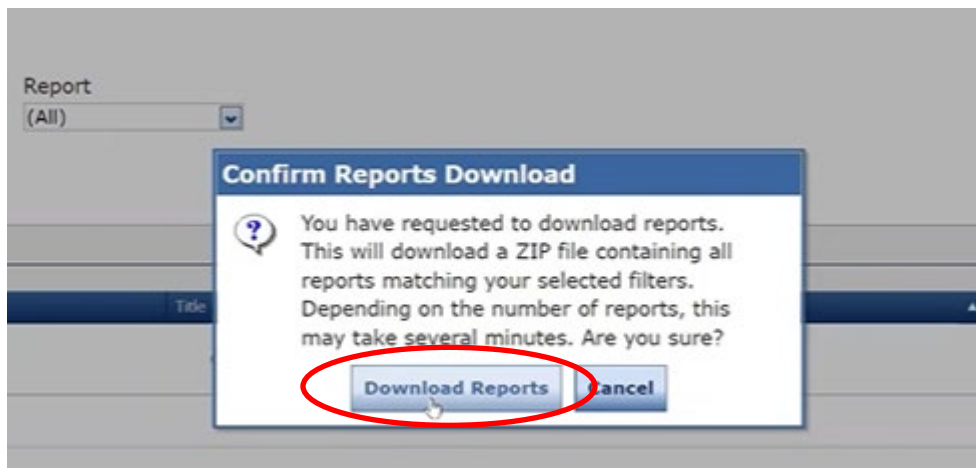 Report
(All)
Confirm Reports Download
You have requested to download reports.
This will download a ZIP file containing all
reports matching your selected filters.
Depending on the number of reports, this
may take several minutes. Are you sure?
Title
Download Reports
Cancel